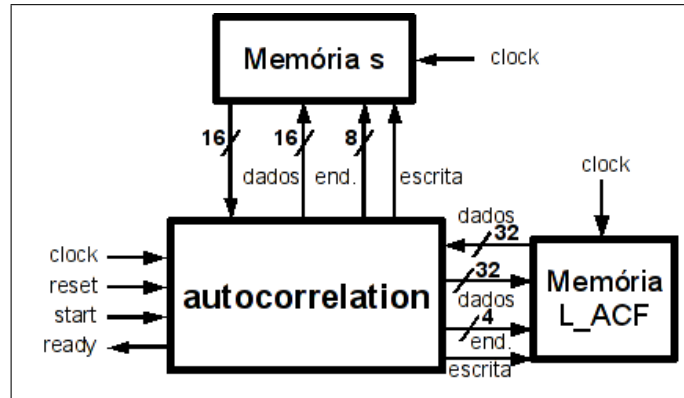 Memória s
clock
16
16
8
dados
end.
escrita
clock
dados
32
clock
reset
start
ready
autocorrelation
32
dados
4
end.
escrita
Memória
L_ACF